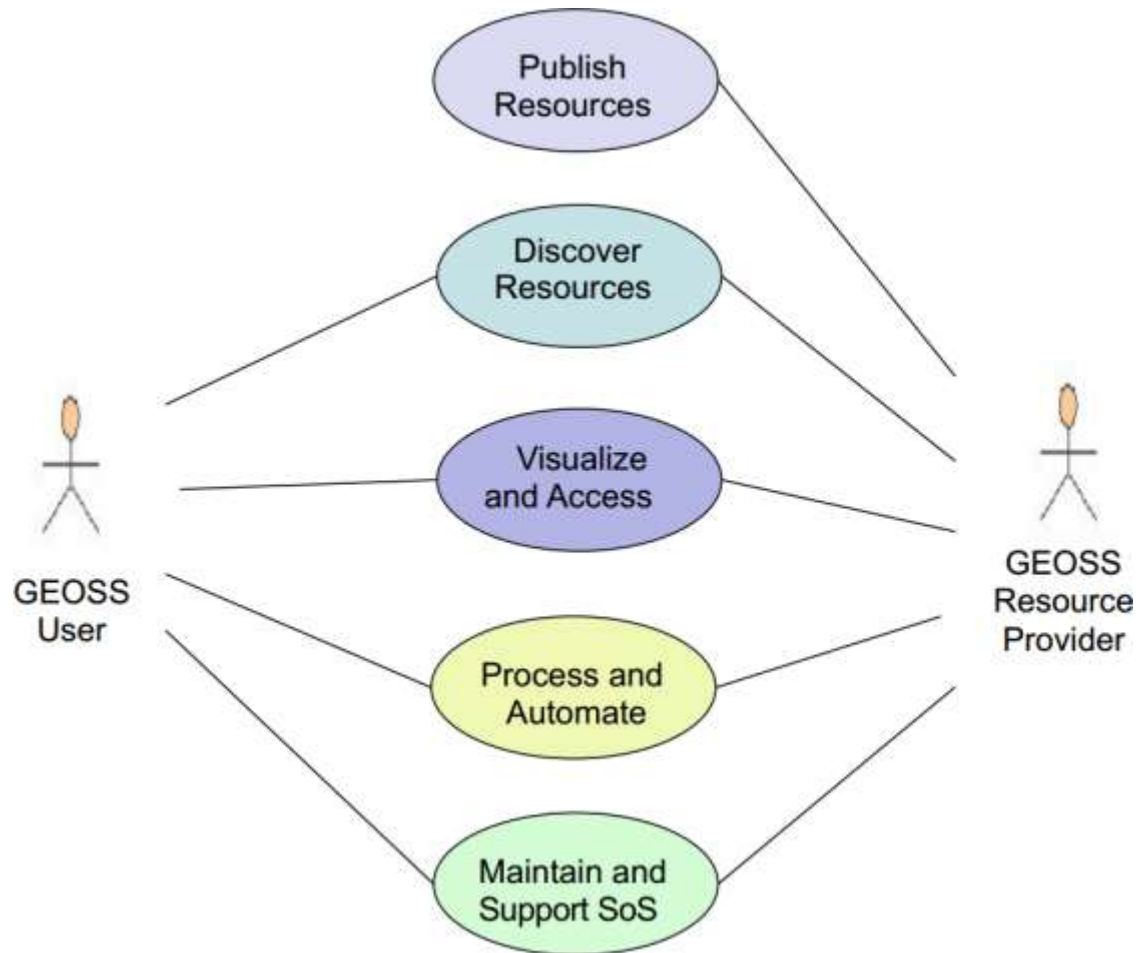 Publish
Resources
Discover
Resources
Visualize
and Access
GEOSS
User
GEOSS
Resource
Provider
Process and
Automate
Maintain and
Support SoS